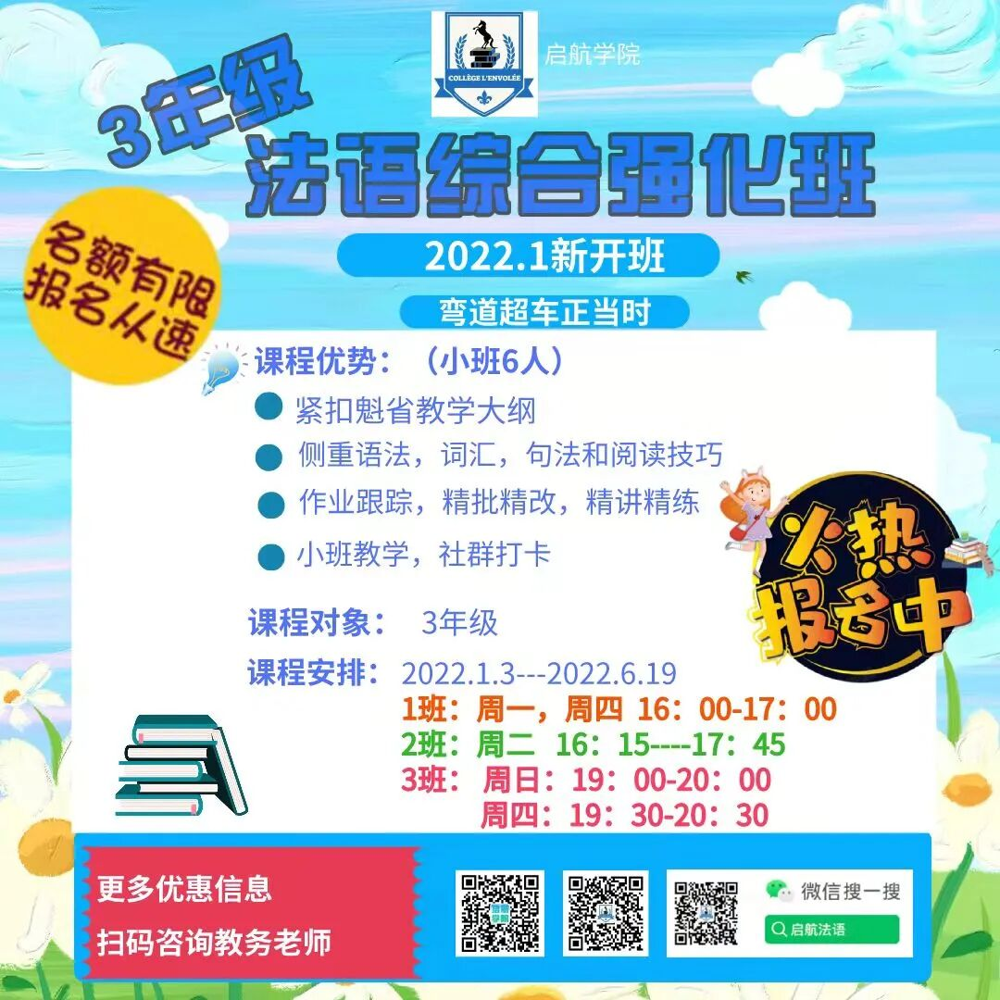 COLLÈGE L'ENVOLÉE
启航学院
3年级
法语综合强化班
2022.1新开班
弯道超车正当时
名额有限
报名从速
课程优势：（小班6人）
紧扣魁省教学大纲
侧重语法，词汇，句法和阅读技巧
作业跟踪，精批精改，精讲精练
小班教学，社群打卡
火热
报名中
课程对象： 3年级
课程安排：2022.1.3---2022.6.19
1班：周一，周四 16：00-17：00
2班：周二 16：15----17：45
3班： 周日：19：00-20：00
周四：19：30-20：30
更多优惠信息
扫码咨询教务老师
启航
学院
微信搜一搜
启航法语